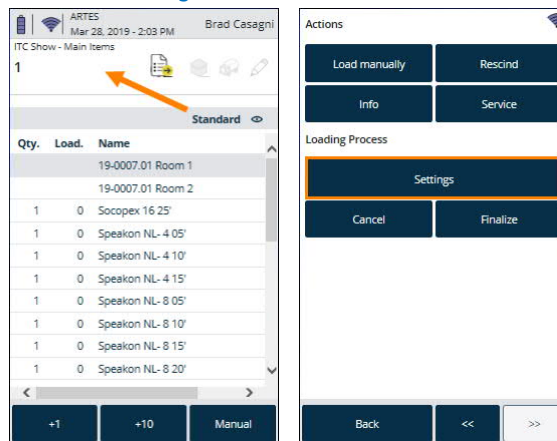 ARTES
Mar 28, 2019 - 2:03 PM
Brad Casagni
ITC Show - Main Items
1
Standard
Qty. Load. Name
19-0007.01 Room 1
19-0007.01 Room 2
1 0 Socopex 16 25'
1 0 Speakon NL- 4 05'
1 0 Speakon NL- 4 10'
1 0 Speakon NL- 4 15'
1 0 Speakon NL- 8 05'
1 0 Speakon NL- 8 10'
1 0 Speakon NL- 8 15'
1 0 Speakon NL- 8 20'
+1 +10 Manual
Actions
Load manually Rescind
Info Service
Loading Process
Settings
Cancel Finalize
Back << >>